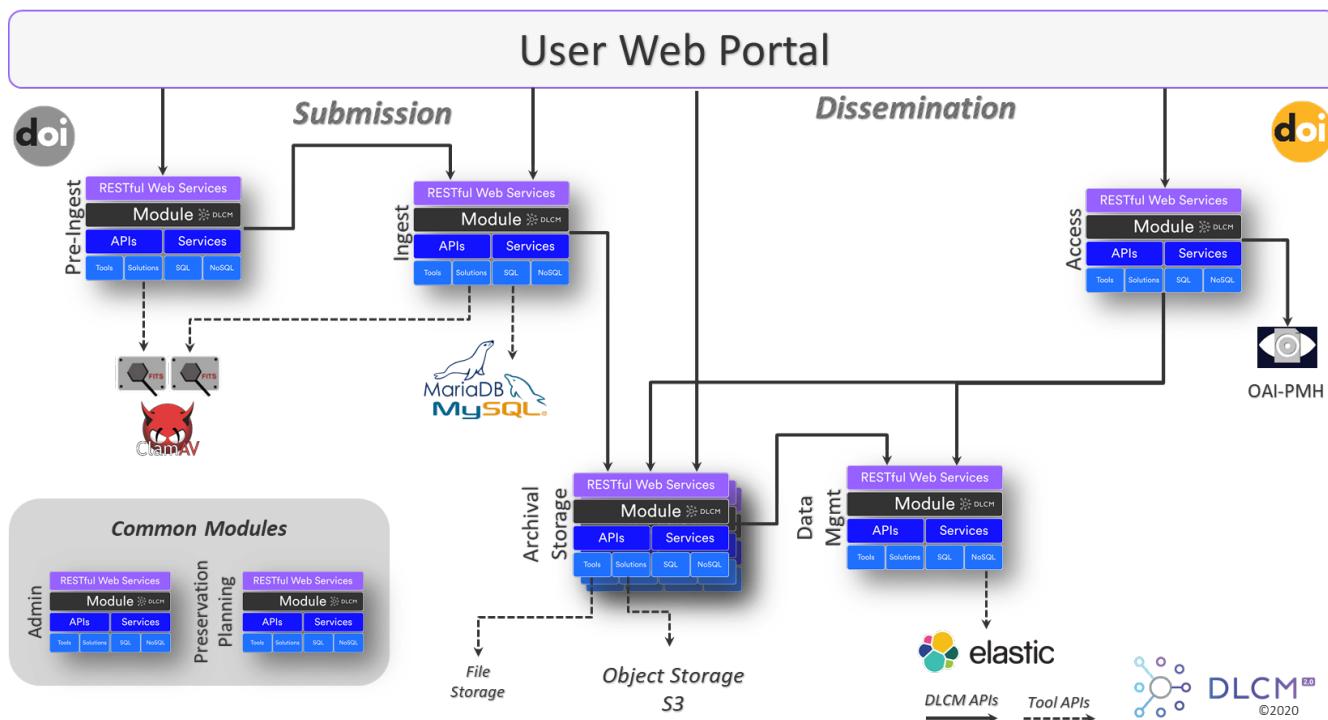 User Web Portal
Submission
Dissemination
doi
doi
Pre-Ingest
RESTful Web Services
Module DLCM
APIs Services
Tools Solutions SQL NoSQL
Ingest
RESTful Web Services
Module DLCM
APIs Services
Tools Solutions SQL NoSQL
Access
RESTful Web Services
Module DLCM
APIs Services
Tools Solutions SQL NoSQL
FITS
FITS
ClamAV
MariaDB
MySQL
OAI-PMH
Archival
Storage
RESTful Web Services
Module DLCM
APIs Services
Tools Solutions SQL NoSQL
Data
Mgmt
RESTful Web Services
Module DLCM
APIs Services
Tools Solutions SQL NoSQL
Common Modules
Admin
RESTful Web Services
Module DLCM
APIs Services
Tools Solutions SQL NoSQL
Preservation
Planning
RESTful Web Services
Module DLCM
APIs Services
Tools Solutions SQL NoSQL
File
Storage
Object Storage
S3
elastic
DLCM APIs
Tool APIs
DLCM 2.0
©2020